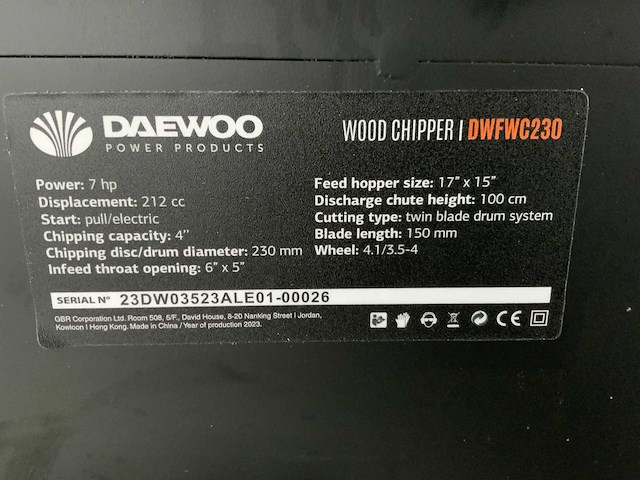 DAEWOO
POWER PRODUCTS
WOOD CHIPPER | DWFWC230
Power: 7 hp
Displacement: 212 cc
Start: pull/electric
Chipping capacity: 4"
Chipping disc/drum diameter: 230 mm
Infeed throat opening: 6" x 5"
Feed hopper size: 17" x 15"
Discharge chute height: 100 cm
Cutting type: twin blade drum system
Blade length: 150 mm
Wheel: 4.1/3.5-4
SERIAL N° 23DW03523ALE01-00026
GBR Corporation Ltd. Room 508, 5/F., David House, 8-20 Nanking Street | Jordan,
Kowloon | Hong Kong. Made in China / Year of production 2023.
CE